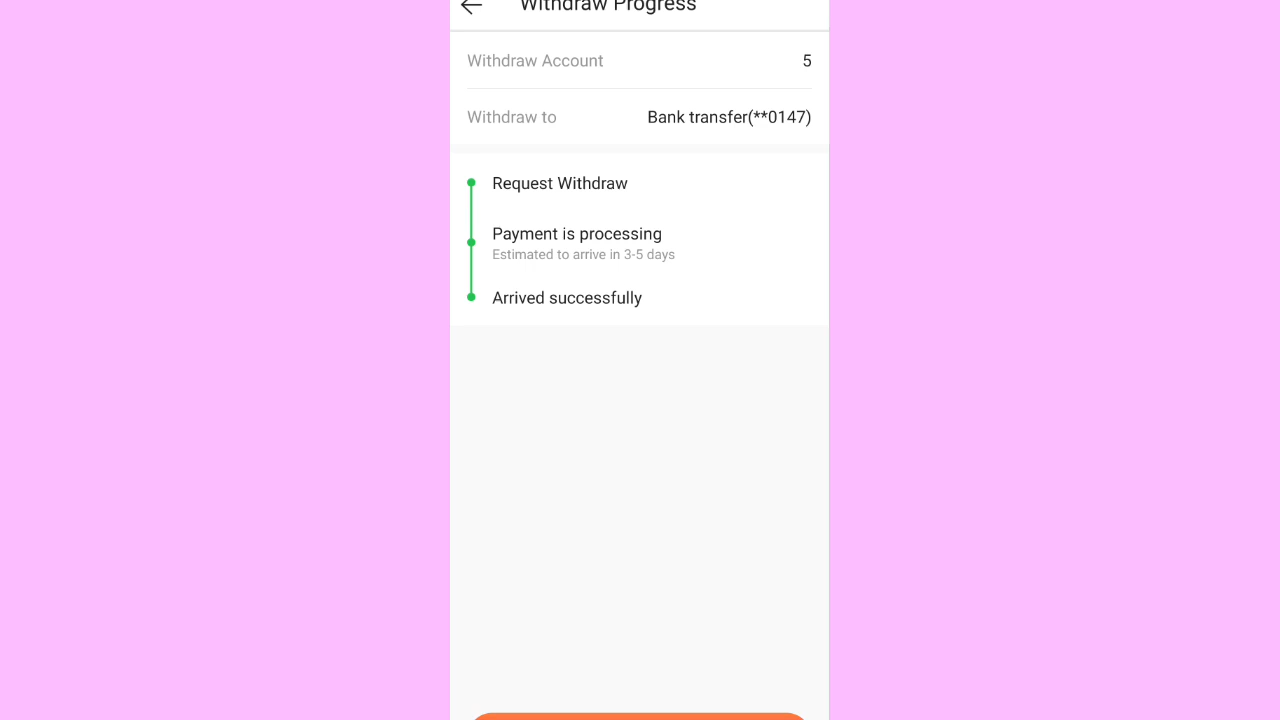 Withdraw Progress
Withdraw Account 5
Withdraw to Bank transfer(**0147)
Request Withdraw
Payment is processing
Estimated to arrive in 3-5 days
Arrived successfully